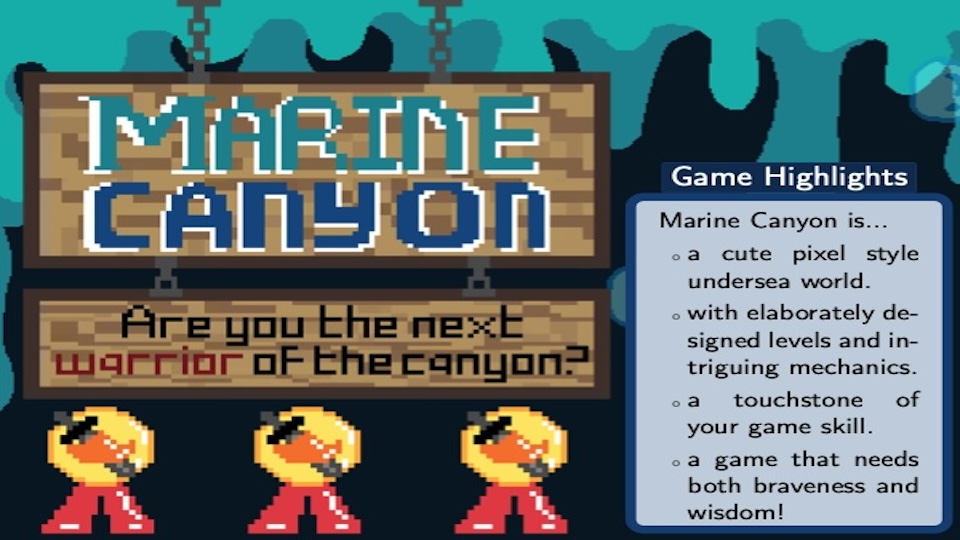 MARINE
CANYON
Are you the next
warrior of the canyon?
Game Highlights
Marine Canyon is...
◦ a cute pixel style
undersea world.
◦ with elaborately de-
signed levels and in-
triguing mechanics.
◦ a touchstone of
your game skill.
◦ a game that needs
both braveness and
wisdom!